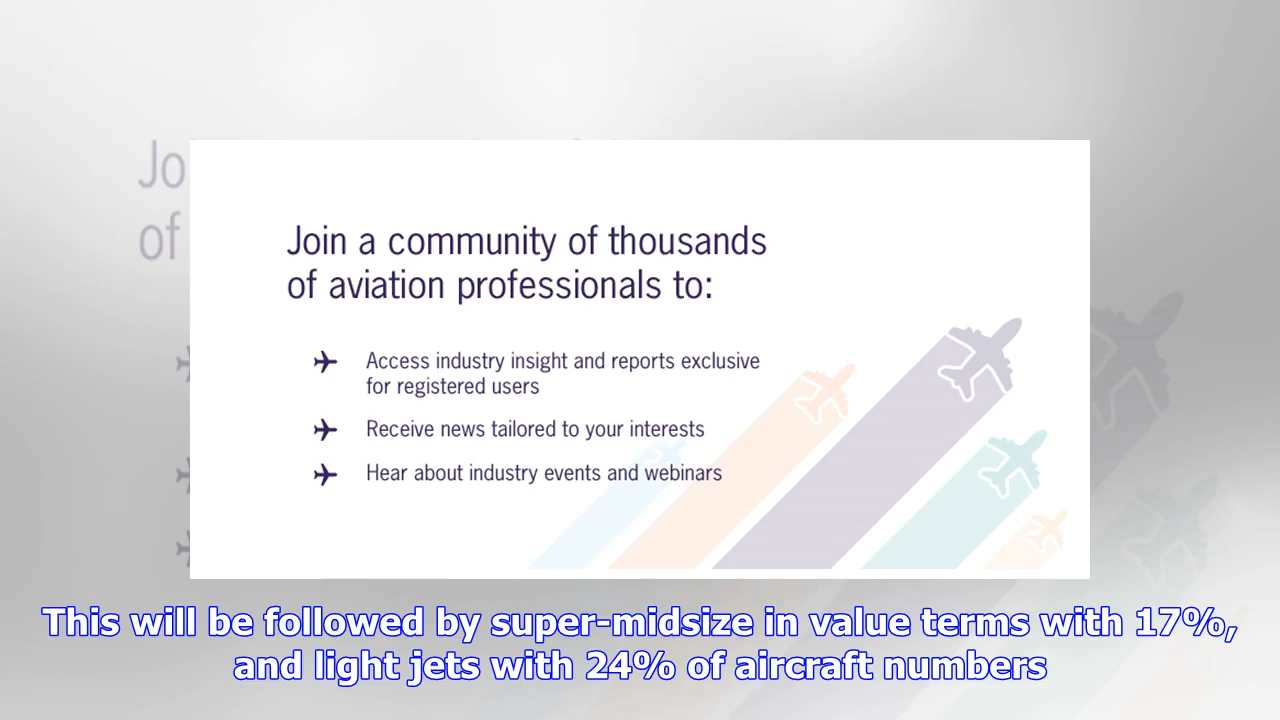 Jo
of
Join a community of thousands
of aviation professionals to:
Access industry insight and reports exclusive
for registered users
Receive news tailored to your interests
Hear about industry events and webinars
This will be followed by super-midsize in value terms with 17%,
and light jets with 24% of aircraft numbers